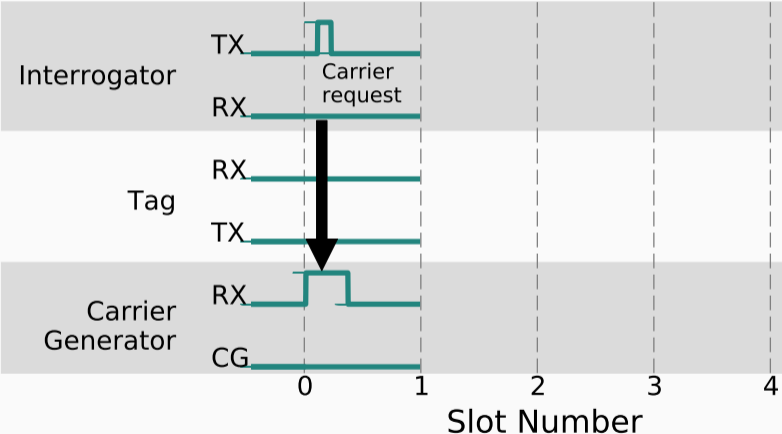 Interrogator
TX
Carrier
request
RX
Tag
RX
TX
Carrier
Generator
RX
CG
0 1 2 3 4
Slot Number